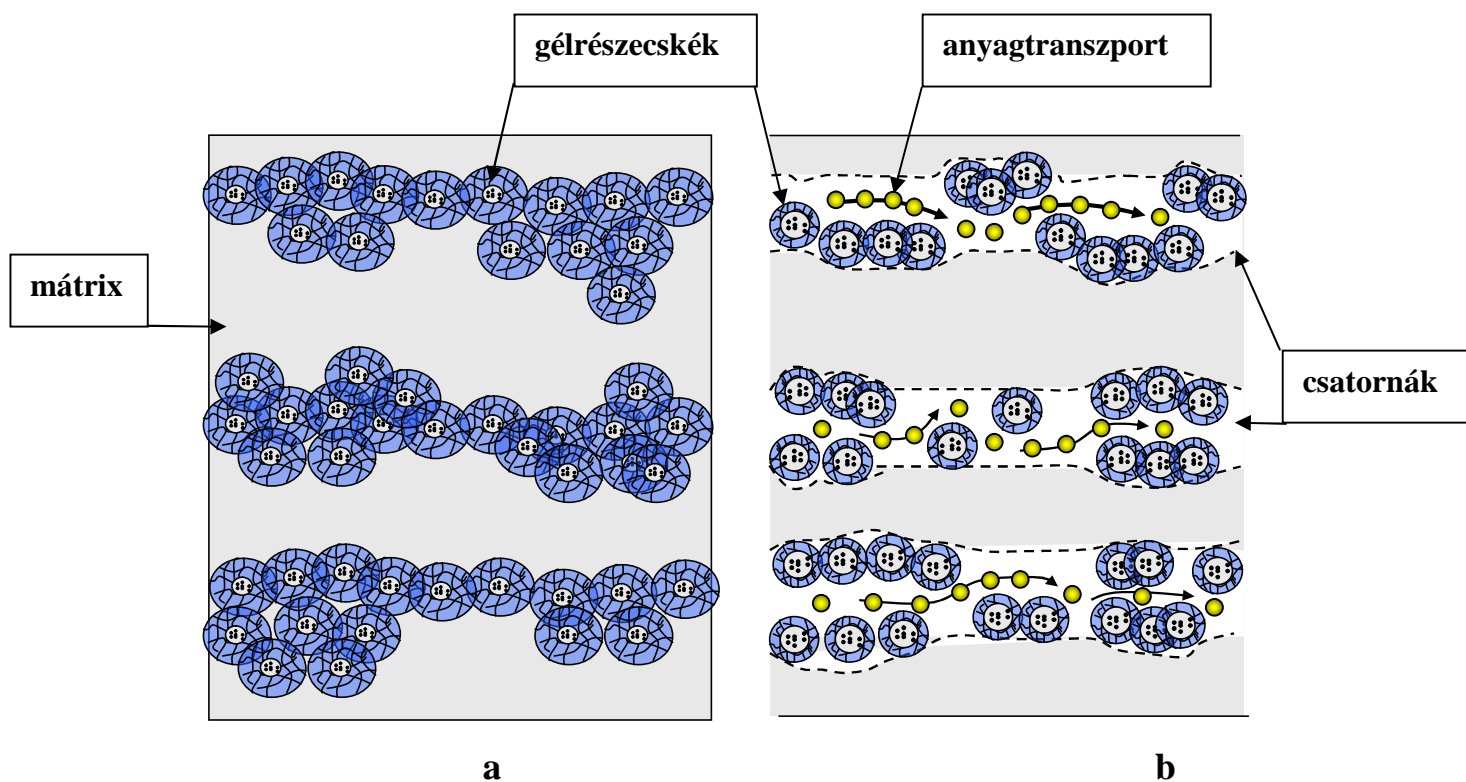 gélrészecskék
anyagtranszport
mátrix
csatornák
a
b